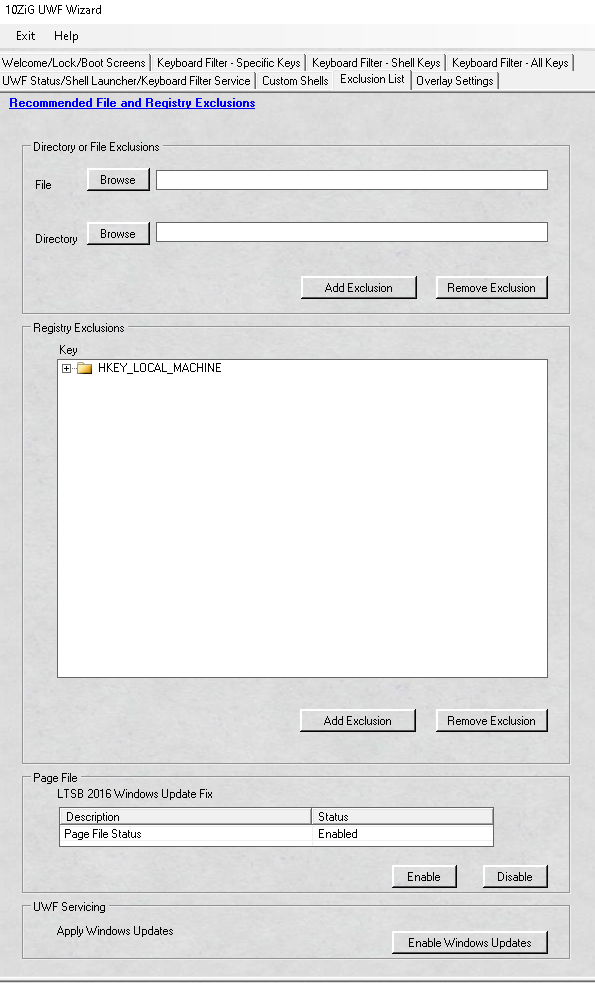 10ZiG UWF Wizard
Exit Help
Welcome/Lock/Boot Screens Keyboard Filter - Specific Keys Keyboard Filter - Shell Keys Keyboard Filter - All Keys
UWF Status/Shell Launcher/Keyboard Filter Service Custom Shells Exclusion List Overlay Settings
Recommended File and Registry Exclusions
Directory or File Exclusions
File Browse
Directory Browse
Add Exclusion Remove Exclusion
Registry Exclusions
Key
HKEY_LOCAL_MACHINE
Add Exclusion Remove Exclusion
Page File
LTSB 2016 Windows Update Fix
Description Status
Page File Status Enabled
Enable Disable
UWF Servicing
Apply Windows Updates
Enable Windows Updates